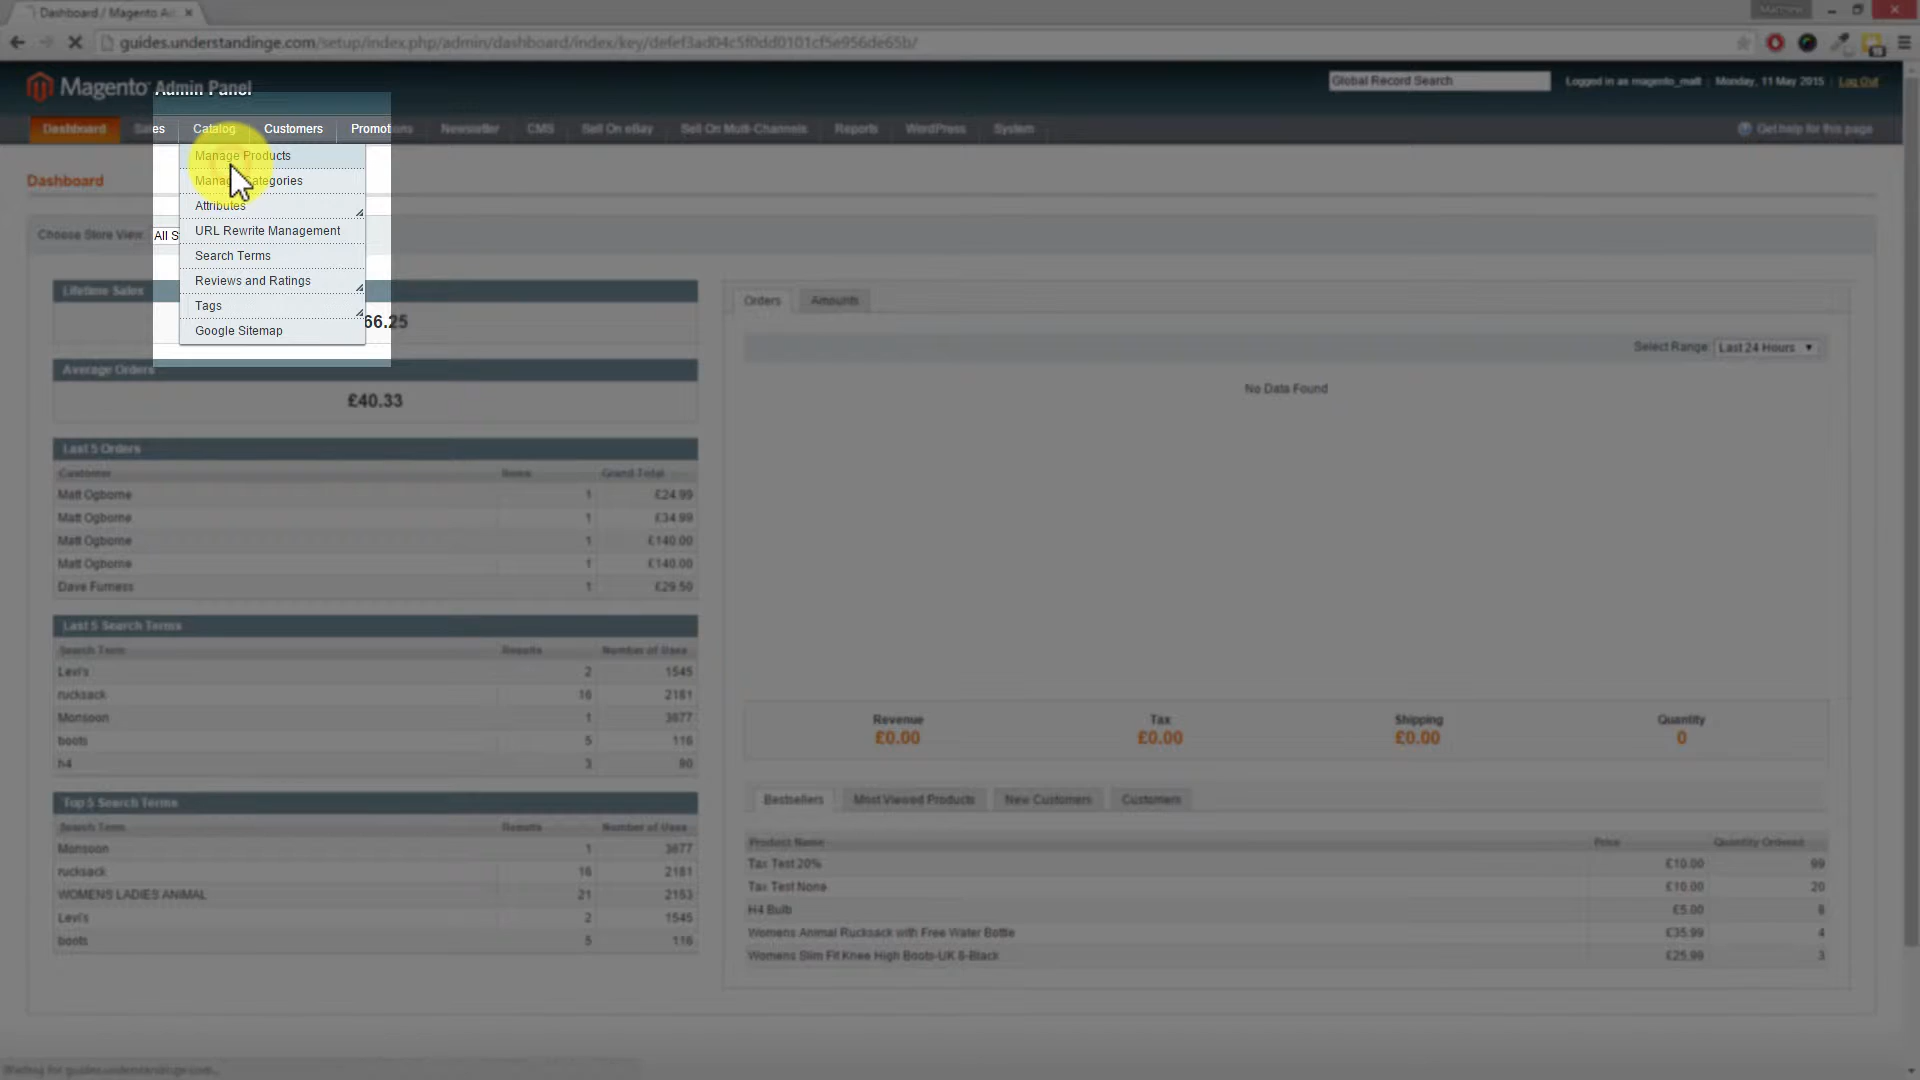 Dashboard / Magento Ad
Matthew
guides.understandinge.com/setup/index.php/admin/dashboard/index/key/defef3ad04c5f0dd0101cf5e956de65b/
Magento Admin Panel
Global Record Search
Logged in as magento_matt
Monday, 11 May 2015
Log Out
Dashboard
Sales
Catalog
Customers
Promotions
Newsletter
CMS
Sell On eBay
Sell On Multi-Channels
Reports
WordPress
System
Get help for this page
Manage Products
Manage Categories
Attributes
URL Rewrite Management
Search Terms
Reviews and Ratings
Tags
Google Sitemap
Dashboard
Choose Store View: All S
Lifetime Sales
66.25
Average Orders
£40.33
Last 5 Orders
Customer Items Grand Total
Matt Ogborne 1 £24.99
Matt Ogborne 1 £34.99
Matt Ogborne 1 £140.00
Matt Ogborne 1 £140.00
Dave Furness 1 £29.50
Last 5 Search Terms
Search Term Results Number of Uses
Levi's 2 1545
rucksack 16 2181
Monsoon 1 3677
boots 5 116
h4 3 80
Top 5 Search Terms
Search Term Results Number of Uses
Monsoon 1 3677
rucksack 16 2181
WOMENS LADIES ANIMAL 21 2153
Levi's 2 1545
boots 5 116
Orders
Amounts
Select Range: Last 24 Hours
No Data Found
Revenue Tax Shipping Quantity
£0.00 £0.00 £0.00 0
Bestsellers
Most Viewed Products
New Customers
Customers
Product Name Price Quantity Ordered
Tax Test 20% £10.00 99
Tax Test None £10.00 20
H4 Bulb £5.00 8
Womens Animal Rucksack with Free Water Bottle £35.99 4
Womens Slim Fit Knee High Boots-UK 8-Black £25.99 3
Waiting for guides.understandinge.com...